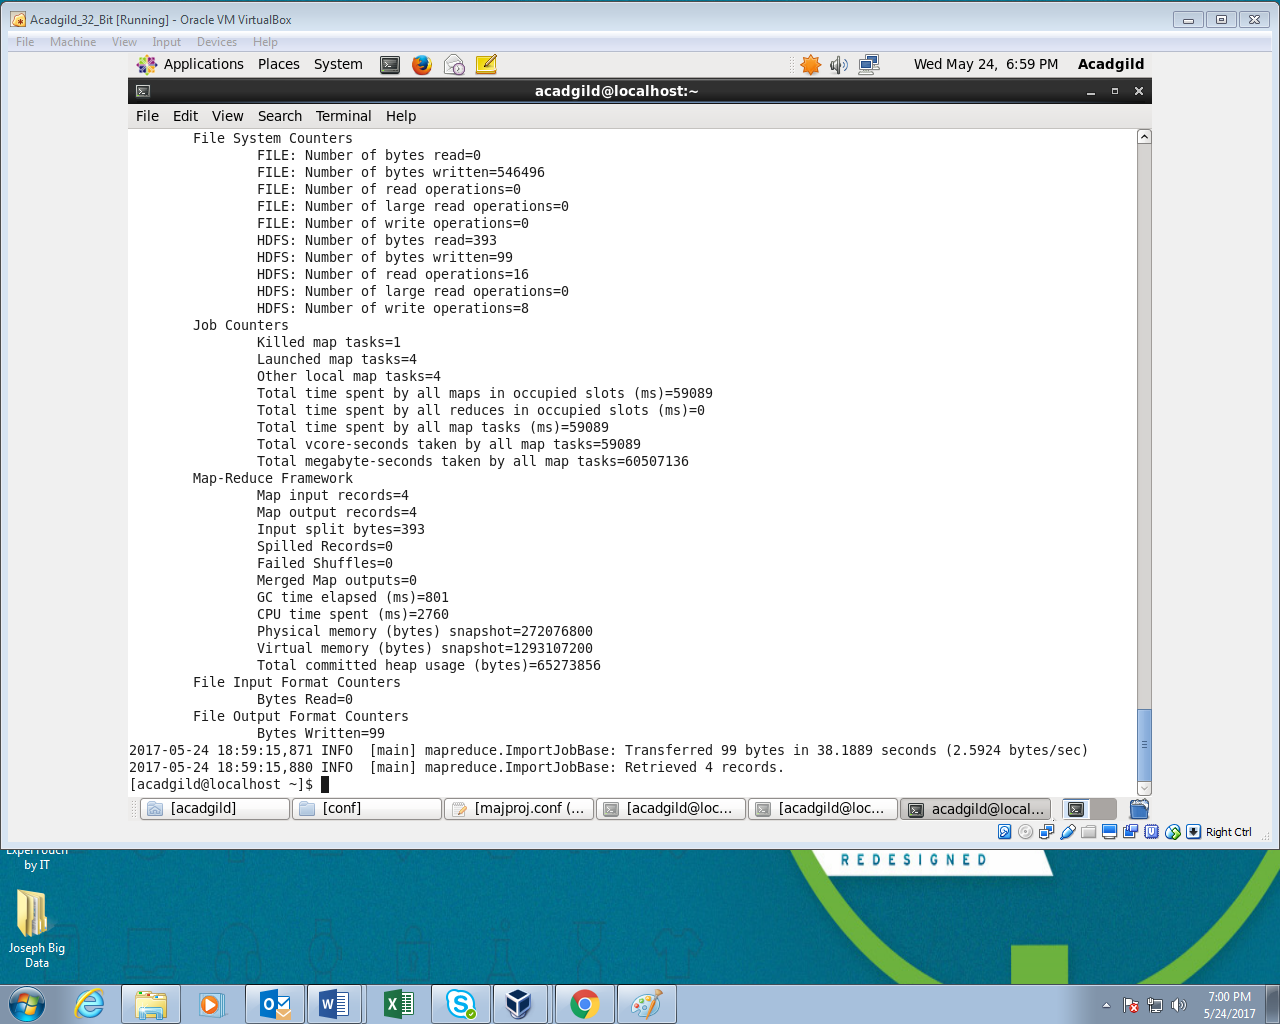 Acadgild_32_Bit [Running] - Oracle VM VirtualBox
File Machine View Input Devices Help
Applications Places System Wed May 24, 6:59 PM Acadgild
acadgild@localhost:~
File Edit View Search Terminal Help
File System Counters
FILE: Number of bytes read=0
FILE: Number of bytes written=546496
FILE: Number of read operations=0
FILE: Number of large read operations=0
FILE: Number of write operations=0
HDFS: Number of bytes read=393
HDFS: Number of bytes written=99
HDFS: Number of read operations=16
HDFS: Number of large read operations=0
HDFS: Number of write operations=8
Job Counters
Killed map tasks=1
Launched map tasks=4
Other local map tasks=4
Total time spent by all maps in occupied slots (ms)=59089
Total time spent by all reduces in occupied slots (ms)=0
Total time spent by all map tasks (ms)=59089
Total vcore-seconds taken by all map tasks=59089
Total megabyte-seconds taken by all map tasks=60507136
Map-Reduce Framework
Map input records=4
Map output records=4
Input split bytes=393
Spilled Records=0
Failed Shuffles=0
Merged Map outputs=0
GC time elapsed (ms)=801
CPU time spent (ms)=2760
Physical memory (bytes) snapshot=272076800
Virtual memory (bytes) snapshot=1293107200
Total committed heap usage (bytes)=65273856
File Input Format Counters
Bytes Read=0
File Output Format Counters
Bytes Written=99
2017-05-24 18:59:15,871 INFO  [main] mapreduce.ImportJobBase: Transferred 99 bytes in 38.1889 seconds (2.5924 bytes/sec)
2017-05-24 18:59:15,880 INFO  [main] mapreduce.ImportJobBase: Retrieved 4 records.
[acadgild@localhost ~]$
[acadgild] [conf] [majproj.conf (... [acadgild@loc... [acadgild@loc... acadgild@local...
Right Ctrl
by IT
REDESIGNED
Joseph Big
Data
7:00 PM
5/24/2017